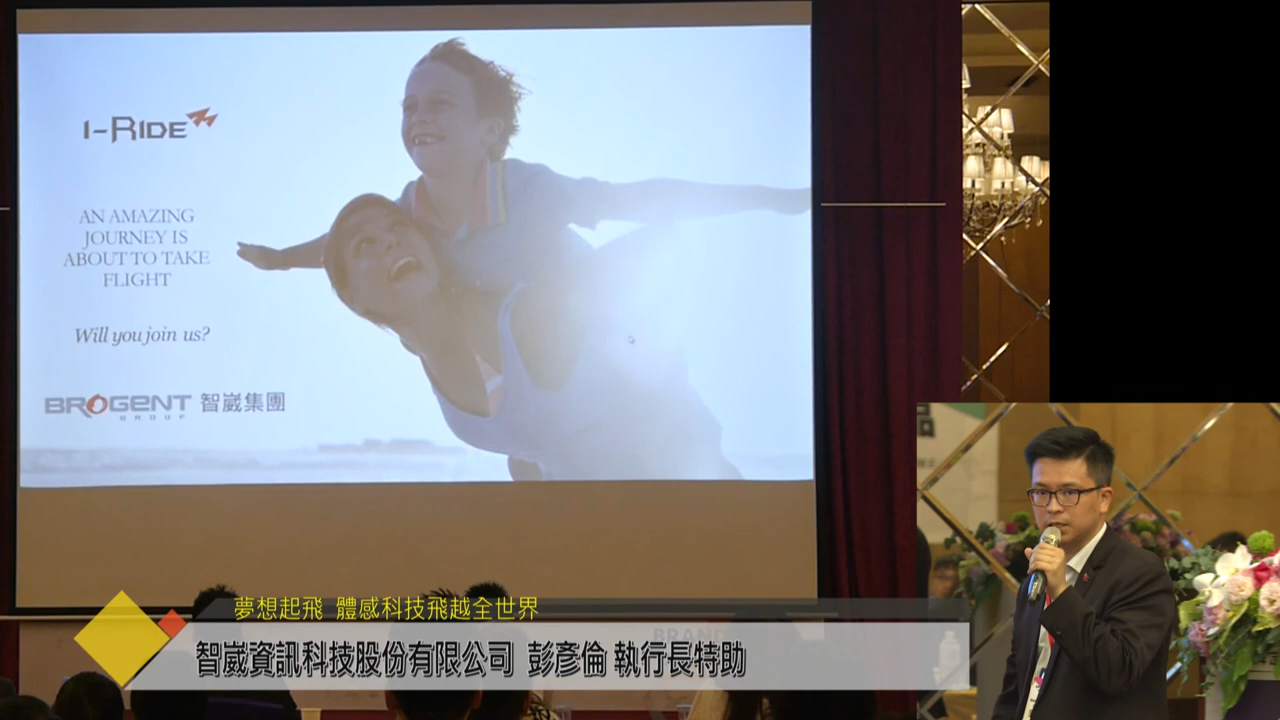 I-RIDE
AN AMAZING
JOURNEY IS
ABOUT TO TAKE
FLIGHT
Will you join us?
BROGENT 智崴集團
GROUP
夢想起飛 體感科技飛越全世界
BRAND
智崴資訊科技股份有限公司 彭彥倫 執行長特助